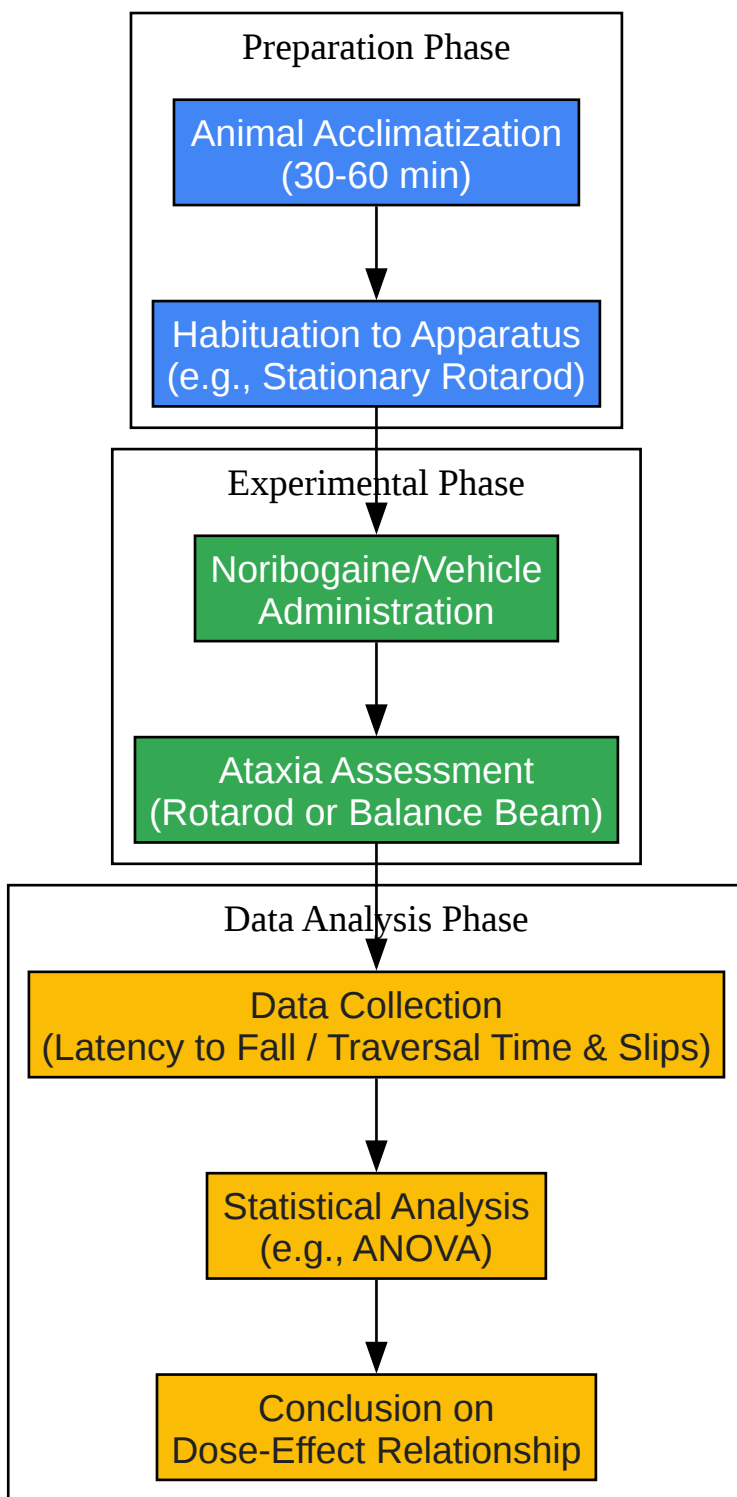 Preparation Phase
Animal Acclimatization
(30-60 min)
Habituation to Apparatus
(e.g., Stationary Rotarod)
Experimental Phase
Noribogaine/Vehicle
Administration
Ataxia Assessment
(Rotarod or Balance Beam)
Data Analysis Phase
Data Collection
(Latency to Fall / Traversal Time & Slips)
Statistical Analysis
(e.g., ANOVA)
Conclusion on
Dose-Effect Relationship